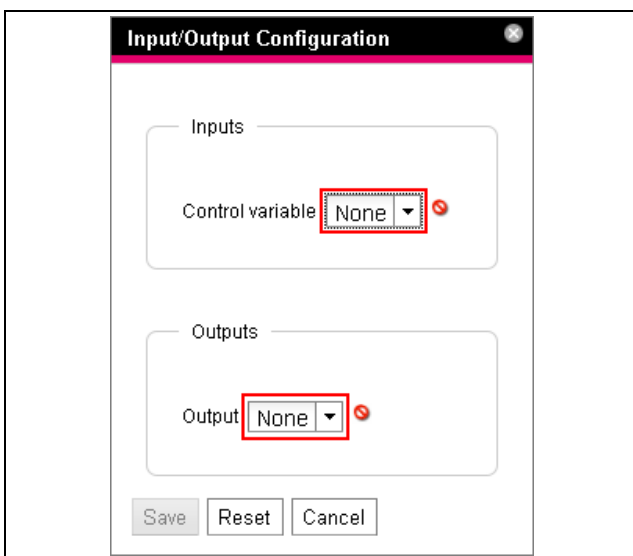 Input/Output Configuration
Inputs
Control variable None
Outputs
Output None
Save Reset Cancel